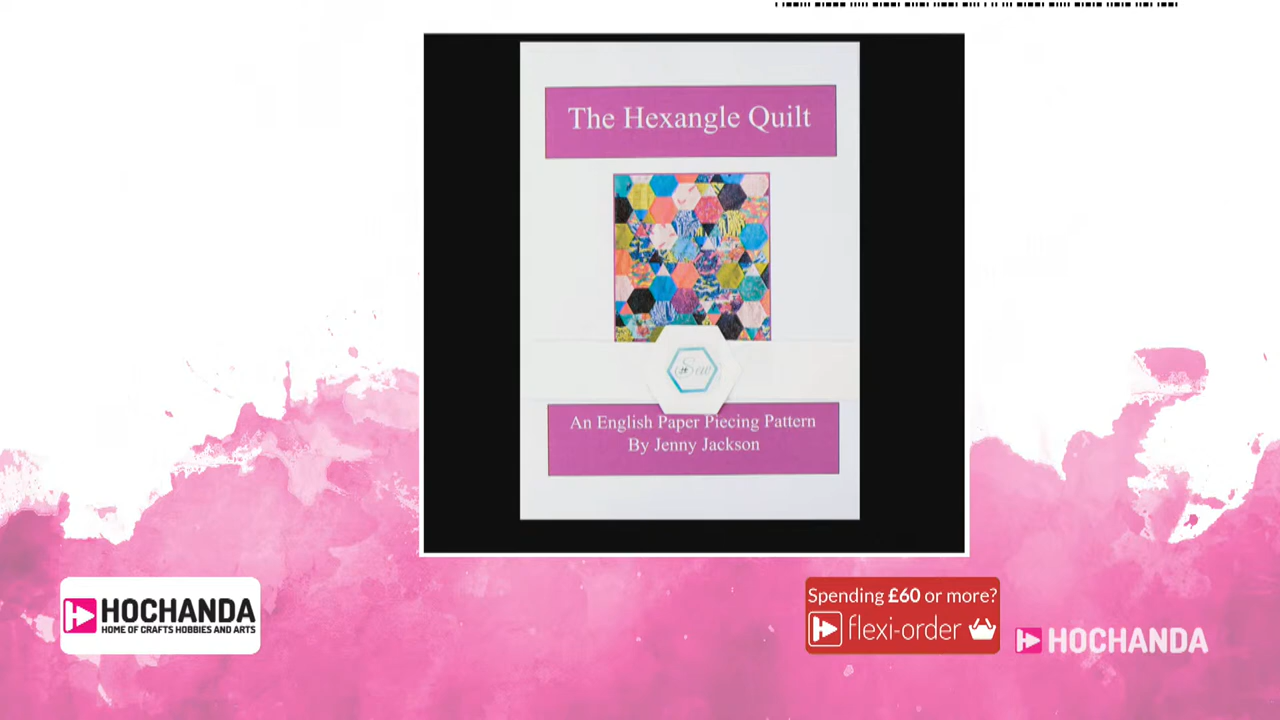 The Hexangle Quilt
Sew
An English Paper Piecing Pattern
By Jenny Jackson
HOCHANDA
HOME OF CRAFTS HOBBIES AND ARTS
Spending £60 or more?
flexi-order
HOCHANDA